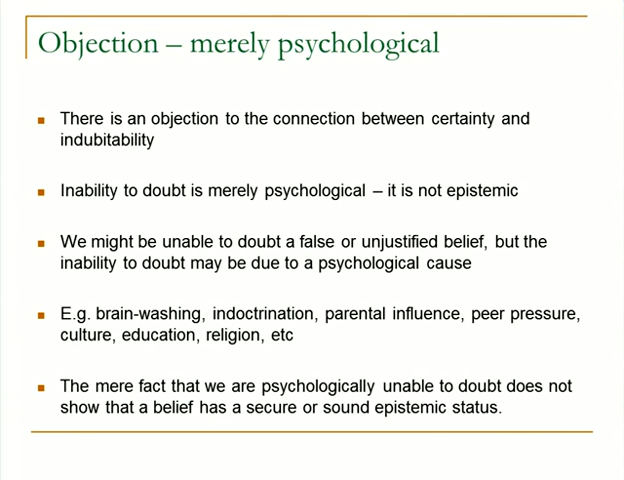 Objection – merely psychological
There is an objection to the connection between certainty and
indubitability
Inability to doubt is merely psychological – it is not epistemic
We might be unable to doubt a false or unjustified belief, but the
inability to doubt may be due to a psychological cause
E.g. brain-washing, indoctrination, parental influence, peer pressure,
culture, education, religion, etc
The mere fact that we are psychologically unable to doubt does not
show that a belief has a secure or sound epistemic status.